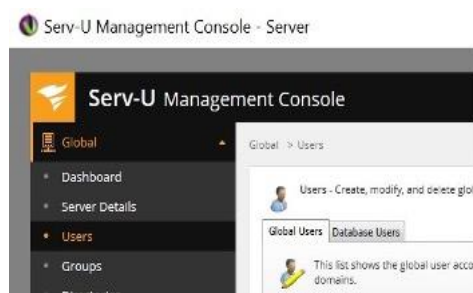 Serv-U Management Console - Server
Serv-U Management Console
Global
Global > Users
Dashboard
Users - Create, modify, and delete glo
Server Details
Users
Global Users Database Users
Groups
This list shows the global user acco
domains.